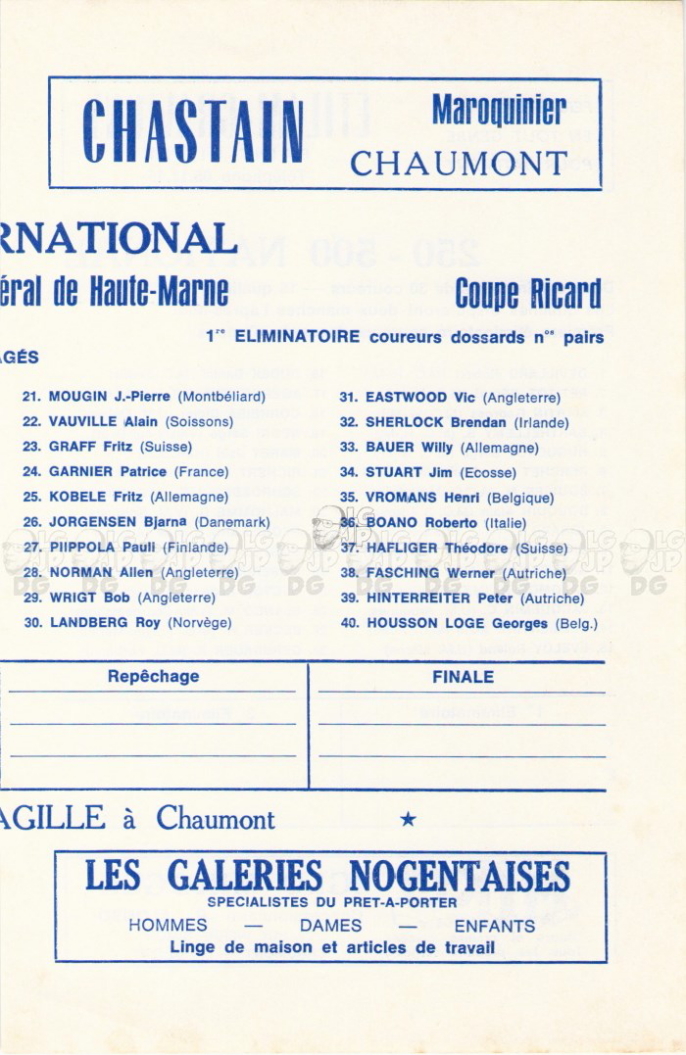 CHASTAIN
Maroquinier
CHAUMONT
RNATIONAL
éral de Haute-Marne
Coupe Ricard
1re ELIMINATOIRE coureurs dossards nos pairs
AGÉS
21. MOUGIN J.-Pierre (Montbéliard)
22. VAUVILLE Alain (Soissons)
23. GRAFF Fritz (Suisse)
24. GARNIER Patrice (France)
25. KOBELE Fritz (Allemagne)
26. JORGENSEN Bjarna (Danemark)
27. PIIPPOLA Pauli (Finlande)
28. NORMAN Allen (Angleterre)
29. WRIGT Bob (Angleterre)
30. LANDBERG Roy (Norvège)
31. EASTWOOD Vic (Angleterre)
32. SHERLOCK Brendan (Irlande)
33. BAUER Willy (Allemagne)
34. STUART Jim (Ecosse)
35. VROMANS Henri (Belgique)
36. BOANO Roberto (Italie)
37. HAFLIGER Théodore (Suisse)
38. FASCHING Werner (Autriche)
39. HINTERREITER Peter (Autriche)
40. HOUSSON LOGE Georges (Belg.)
Repêchage
FINALE
AGILLE à Chaumont ★
LES GALERIES NOGENTAISES
SPECIALISTES DU PRET-A-PORTER
HOMMES — DAMES — ENFANTS
Linge de maison et articles de travail